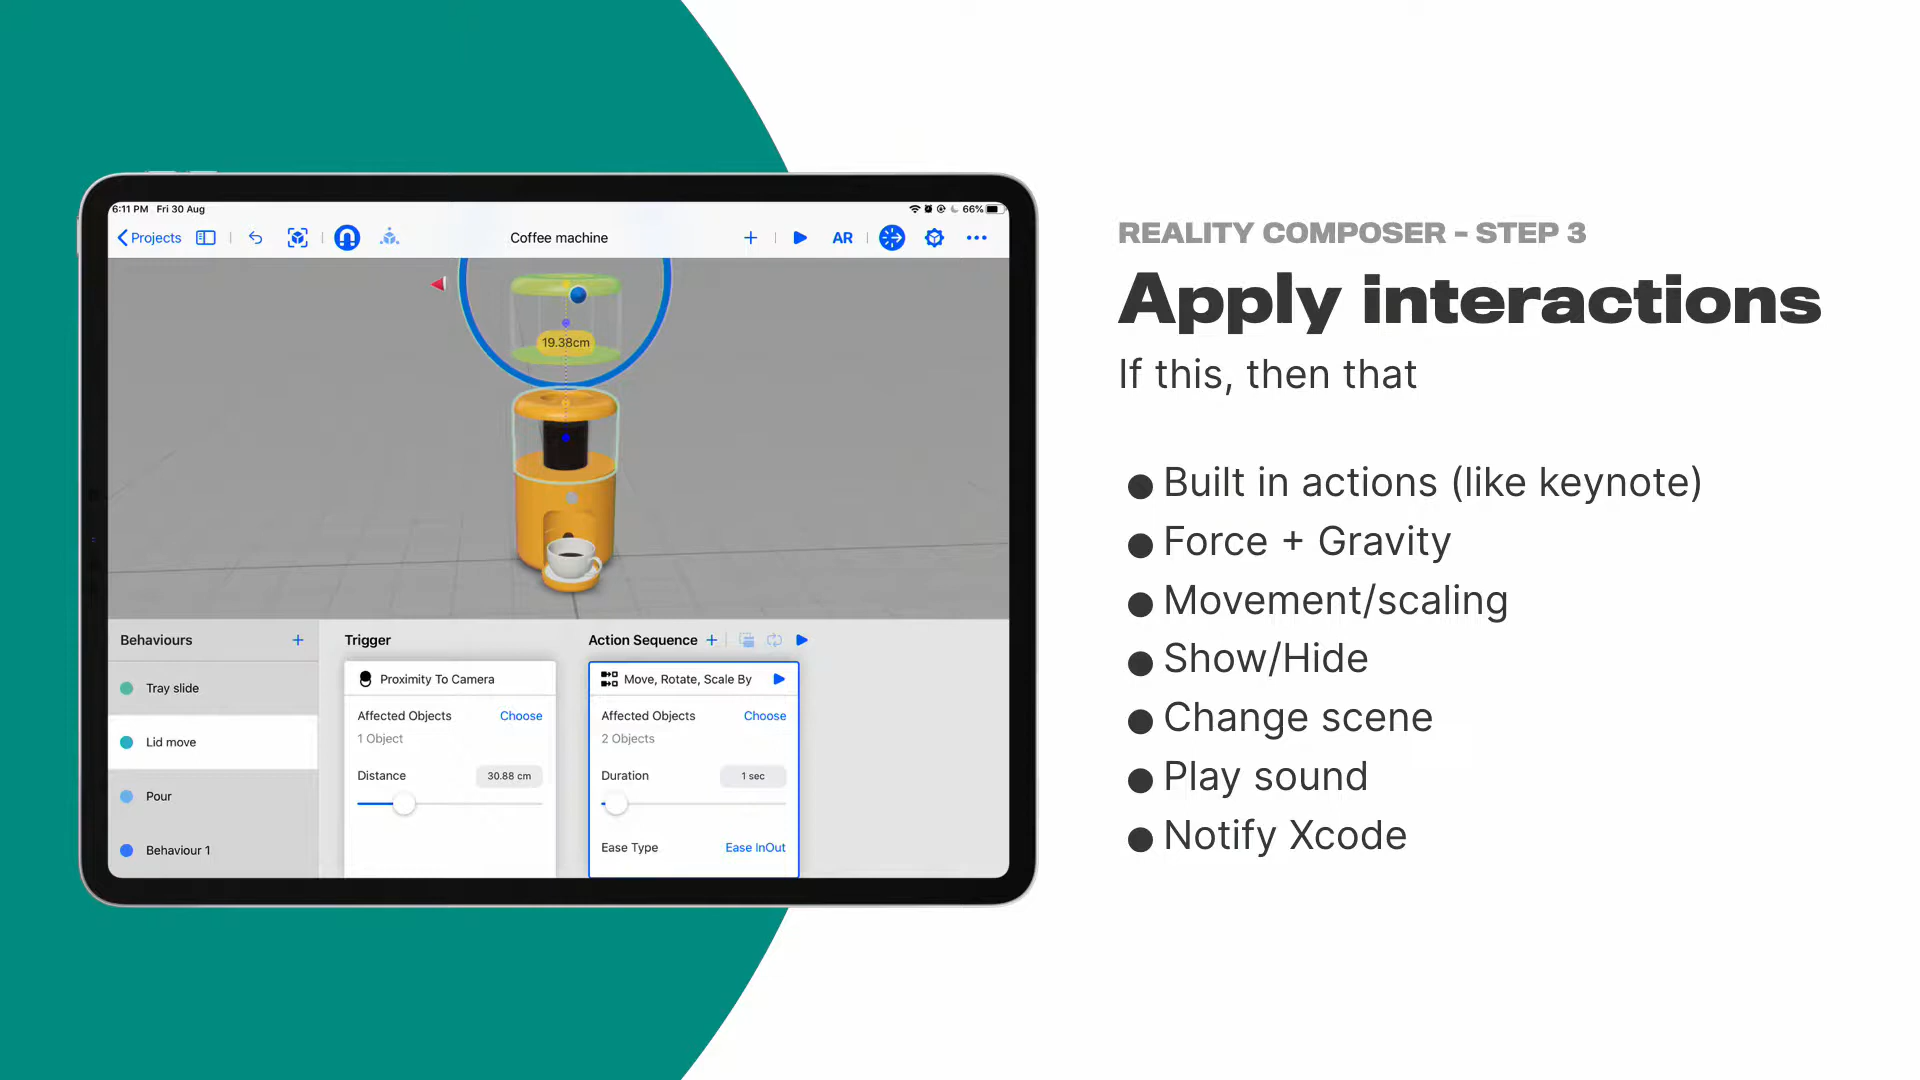 6:11 PM Fri 30 Aug
66%
Projects
Coffee machine
AR
19.38cm
Behaviours
Tray slide
Lid move
Pour
Behaviour 1
Trigger
Proximity To Camera
Affected Objects Choose
1 Object
Distance 30.88 cm
Action Sequence
Move, Rotate, Scale By
Affected Objects Choose
2 Objects
Duration 1 sec
Ease Type Ease InOut
REALITY COMPOSER - STEP 3
Apply interactions
If this, then that
● Built in actions (like keynote)
● Force + Gravity
● Movement/scaling
● Show/Hide
● Change scene
● Play sound
● Notify Xcode